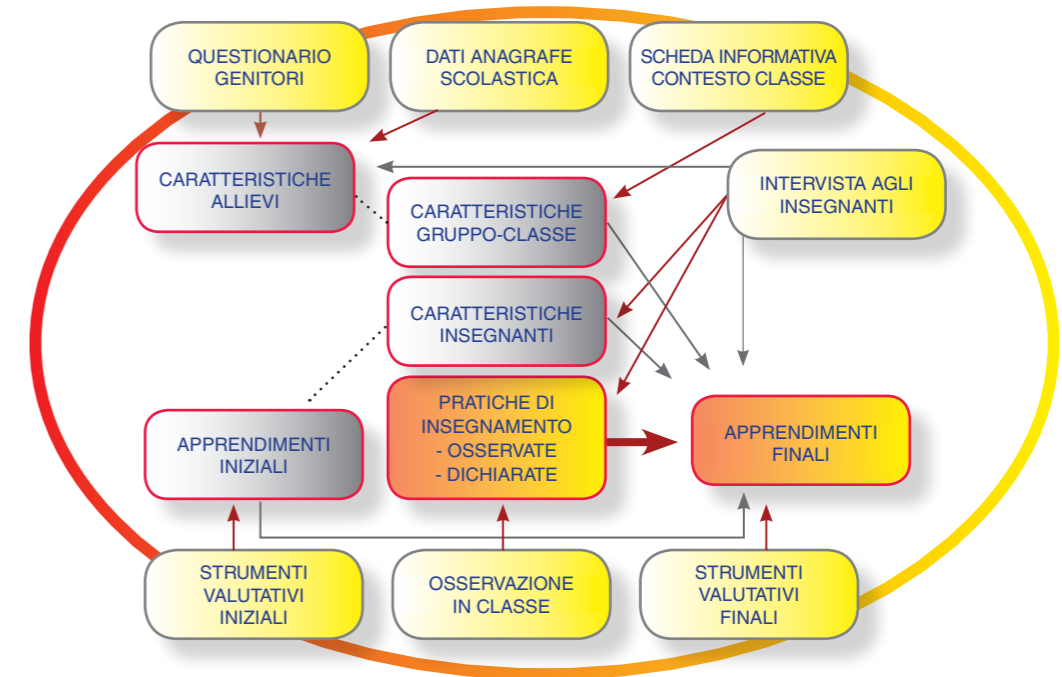 QUESTIONARIO
GENITORI
DATI ANAGRAFE
SCOLASTICA
SCHEDA INFORMATIVA
CONTESTO CLASSE
CARATTERISTICHE
ALLIEVI
CARATTERISTICHE
GRUPPO-CLASSE
INTERVISTA AGLI
INSEGNANTI
CARATTERISTICHE
INSEGNANTI
PRATICHE DI
INSEGNAMENTO
- OSSERVATE
- DICHIARATE
APPRENDIMENTI
INIZIALI
APPRENDIMENTI
FINALI
STRUMENTI
VALUTATIVI
INIZIALI
OSSERVAZIONE
IN CLASSE
STRUMENTI
VALUTATIVI
FINALI